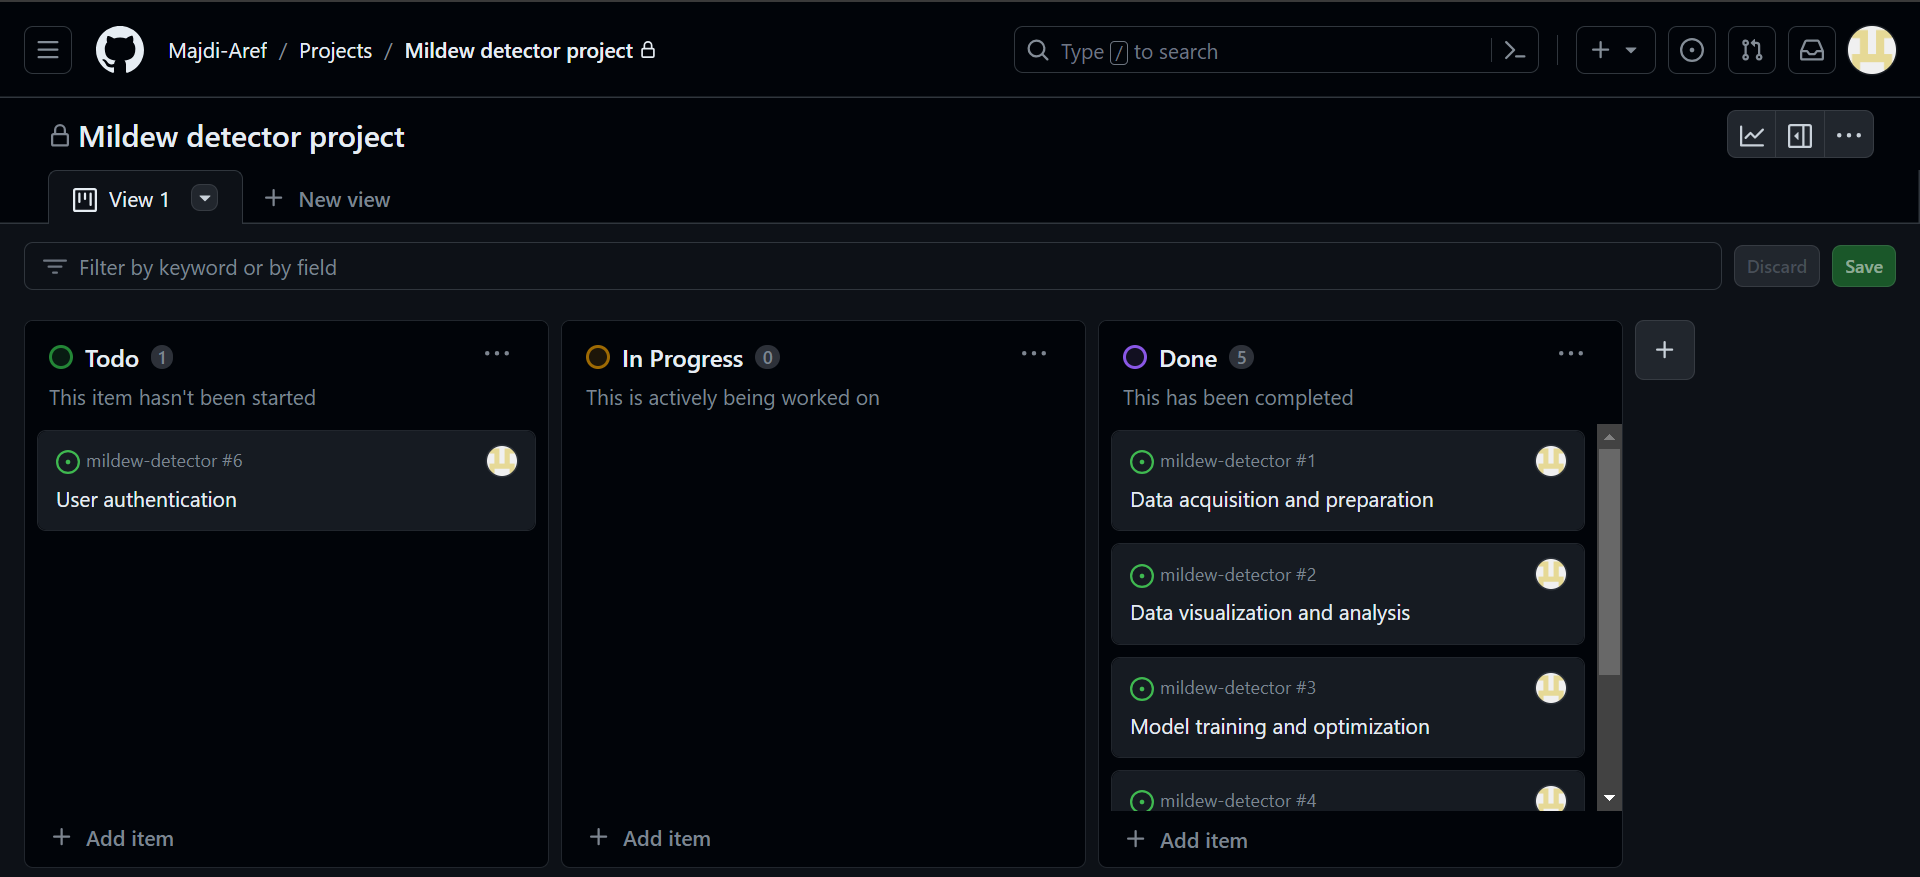 Majdi-Aref / Projects / Mildew detector project
Type / to search
Mildew detector project
View 1
New view
Filter by keyword or by field
Discard
Save
Todo 1
This item hasn't been started
mildew-detector #6
User authentication
Add item
In Progress 0
This is actively being worked on
Add item
Done 5
This has been completed
mildew-detector #1
Data acquisition and preparation
mildew-detector #2
Data visualization and analysis
mildew-detector #3
Model training and optimization
mildew-detector #4
Add item